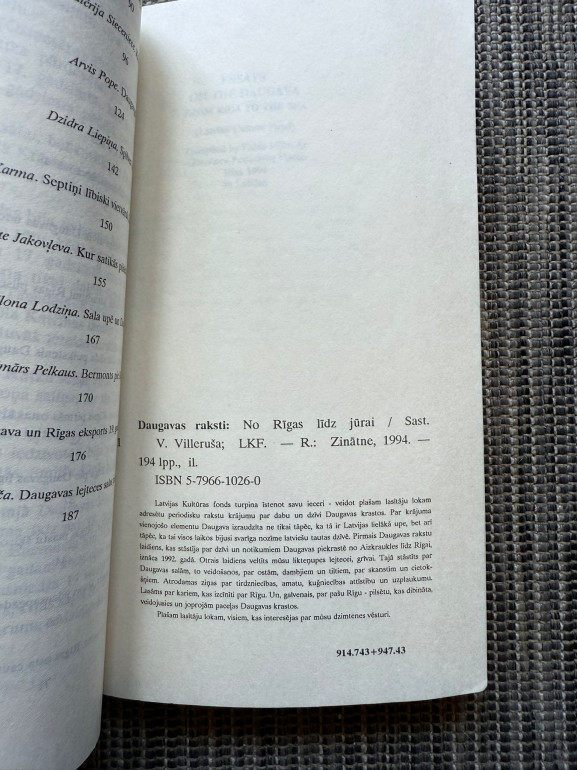 96
Arvis Pope.
124
Dzidra Liepiņa.
142
Septiņi lībiski
150
Jakovļeva. Kur satikās
155
Lodziņa. Sala upē
167
Pelkaus. Bermonts
170
un Rīgas eksports
176
Daugavas lejteces
187
Daugavas raksti: No Rīgas līdz jūrai / Sast.
V. Villeruša; LKF. — R.: Zinātne, 1994. —
194 lpp., il.
ISBN 5-7966-1026-0
Latvijas Kultūras fonds turpina īstenot savu ieceri - veidot plašam lasītāju lokam
adresētu periodisku rakstu krājumu par dabu un dzīvi Daugavas krastos. Par krājuma
vienojošo elementu Daugava izraudzīta ne tikai tāpēc, ka tā ir Latvijas lielākā upe, bet arī
tāpēc, ka tai visos laikos bijusi svarīga nozīme latviešu tautas dzīvē. Pirmais Daugavas rakstu
laidiens, kas stāstīja par dzīvi un notikumiem Daugavas piekrastē no Aizkraukles līdz Rīgai,
iznāca 1992. gadā. Otrais laidiens veltīts mūsu likteņupes lejtecei, grīvai. Tajā stāstīts par
Daugavas salām, to veidošanos, par ostām, dambjiem un tiltiem, par skanstīm un cietok-
šņiem. Atrodamas ziņas par tirdzniecības, amatu, kuģniecības attīstību un uzplaukumu.
Lasāms par kariem, kas izcīnīti par Rīgu. Un, galvenais, par pašu Rīgu - pilsētu, kas dibināta,
veidojusies un joprojām paceļas Daugavas krastos.
Plašam lasītāju lokam, visiem, kas interesējas par mūsu dzimtenes vēsturi.
914.743+947.43